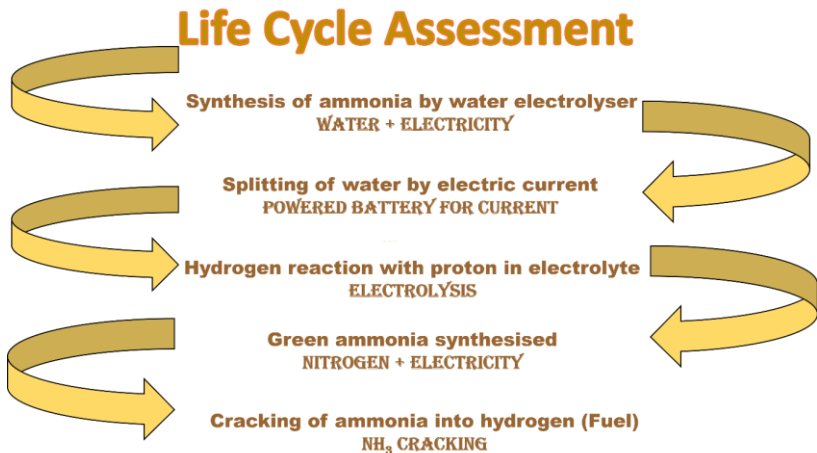 Life Cycle Assessment
Synthesis of ammonia by water electrolyser
WATER + ELECTRICITY
Splitting of water by electric current
POWERED BATTERY FOR CURRENT
...
Hydrogen reaction with proton in electrolyte
ELECTROLYSIS
Green ammonia synthesised
NITROGEN + ELECTRICITY
Cracking of ammonia into hydrogen (Fuel)
NH₃ CRACKING